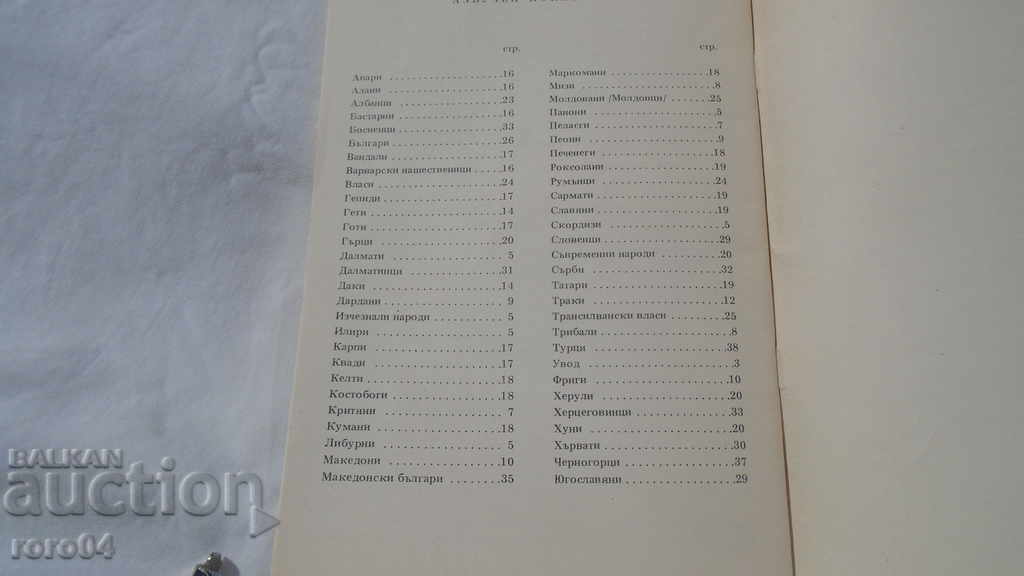 стр.
Авари 16
Алани 16
Албанци 23
Бастарни 16
Босненци 33
Българи 26
Вандали 17
Варварски нашественици 16
Власи 24
Гепиди 17
Гети 14
Готи 17
Гърци 20
Далмати 5
Далматинци 31
Даки 14
Дардани 9
Изчезнали народи 5
Илири 5
Карпи 17
Квади 17
Келти 18
Костобоги 18
Критяни 7
Кумани 18
Либурни 5
Македони 10
Македонски българи 35
стр.
Маркомани 18
Мизи 8
Молдовани /Молдовци/ 25
Панони 5
Пеласги 7
Пеони 9
Печенеги 18
Роксолани 19
Румънци 24
Сармати 19
Славяни 19
Скордизи 5
Словенци 29
Съвременни народи 20
Сърби 32
Татари 19
Траки 12
Трансилвански власи 25
Трибали 8
Турци 38
Увод 3
Фриги 10
Херули 20
Херцеговинци 33
Хуни 20
Хървати 30
Черногорци 37
Югославяни 29
BALKAN
auction
roro04